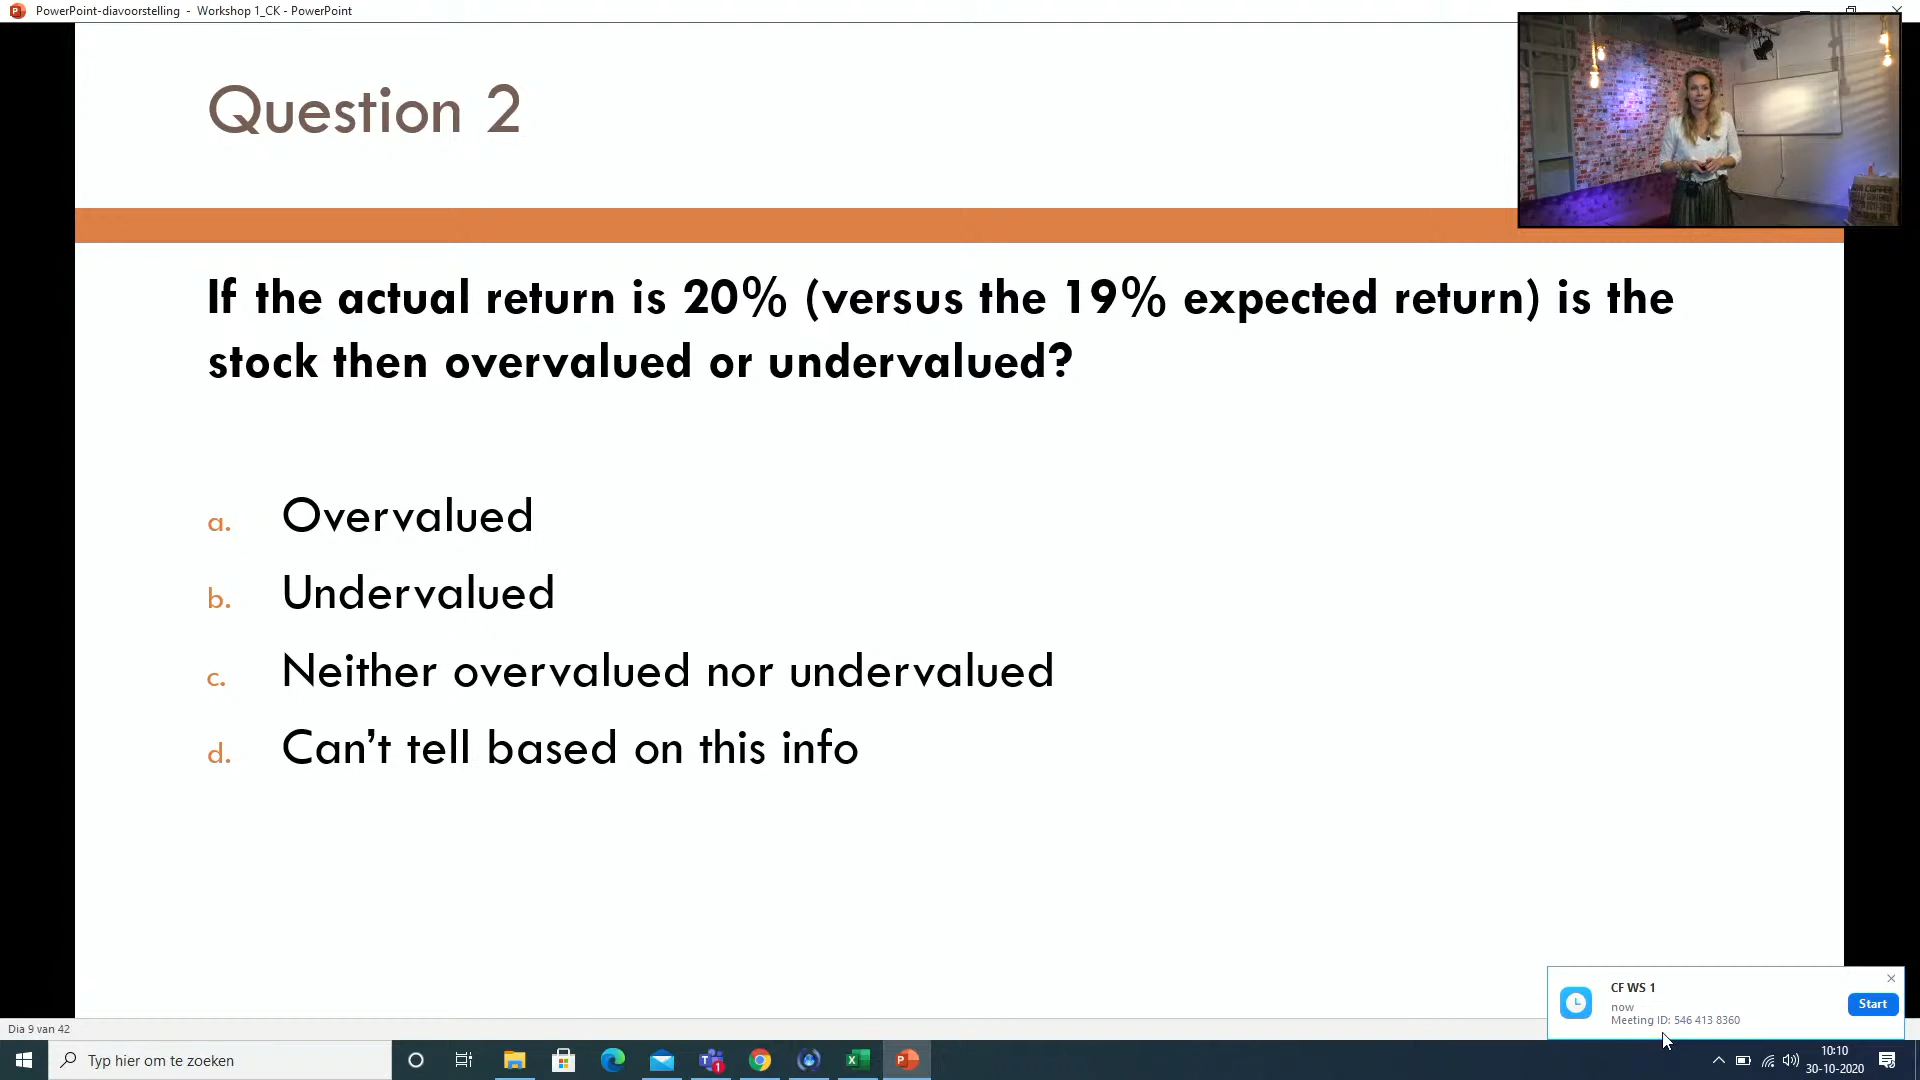 PowerPoint-diavoorstelling - Workshop 1_CK - PowerPoint
Question 2
If the actual return is 20% (versus the 19% expected return) is the
stock then overvalued or undervalued?
a. Overvalued
b. Undervalued
c. Neither overvalued nor undervalued
d. Can't tell based on this info
CF WS 1
now
Meeting ID: 546 413 8360
Start
Dia 9 van 42
Typ hier om te zoeken
1
10:10
30-10-2020